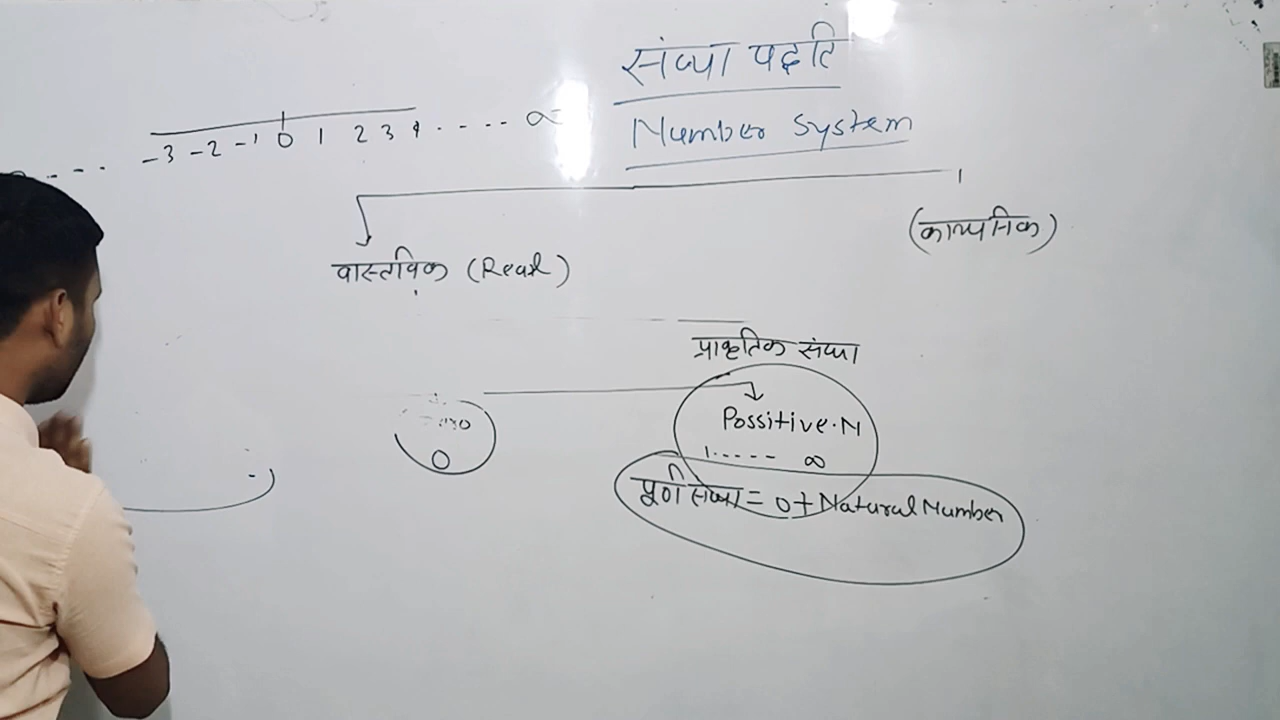 संख्या पद्धति
Number System
-3 -2 -1 0 1 2 3 4 ---- ∞
(काल्पनिक)
वास्तविक (Real)
प्राकृतिक संख्या
Possitive.N
0
1----- ∞
पूर्ण संख्या = 0 + Natural Number